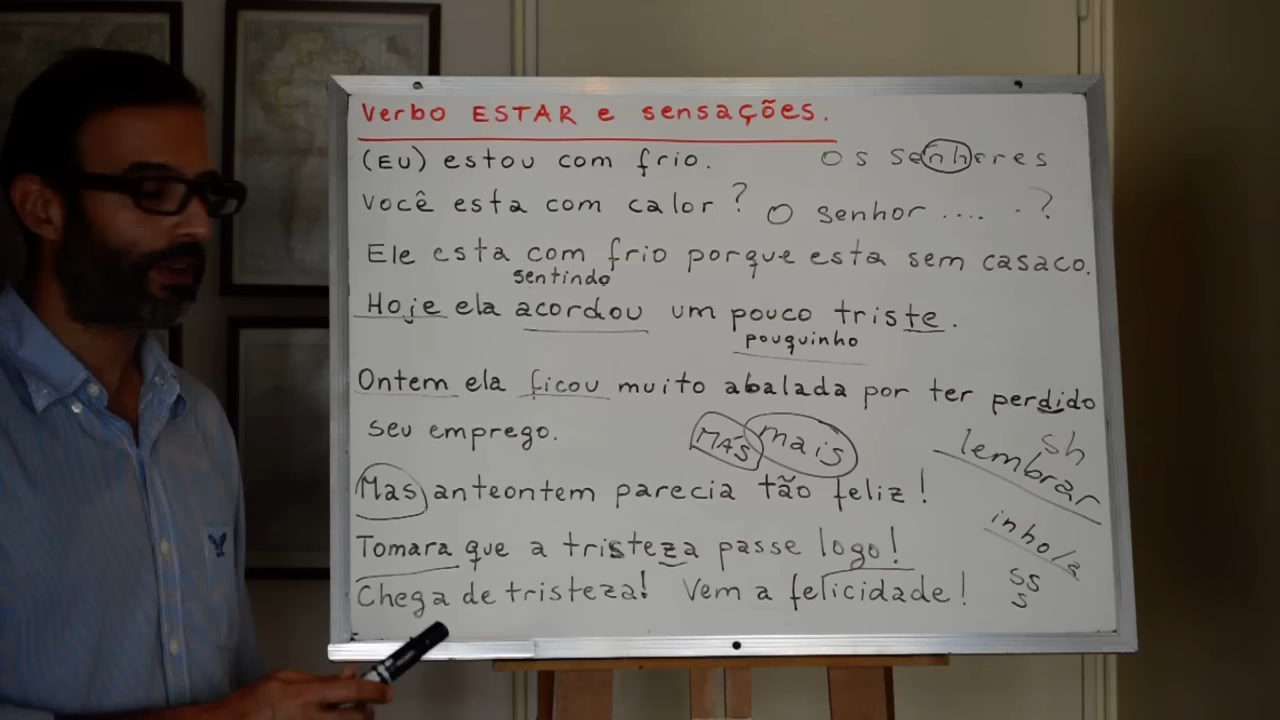 Verbo ESTAR e sensações.
(EU) estou com frio.
Os senhores
Você esta com calor?
O senhor .... . ?
Ele esta com frio porque esta sem casaco.
sentindo
Hoje ela acordou um pouco triste.
pouquinho
Ontem ela ficou muito abalada por ter perdido
seu emprego.
MÁS
mais
sh
lembrar
Mas anteontem parecia tão feliz!
inho/a
Tomara que a tristeza passe logo!
ss
s
Chega de tristeza! Vem a felicidade!